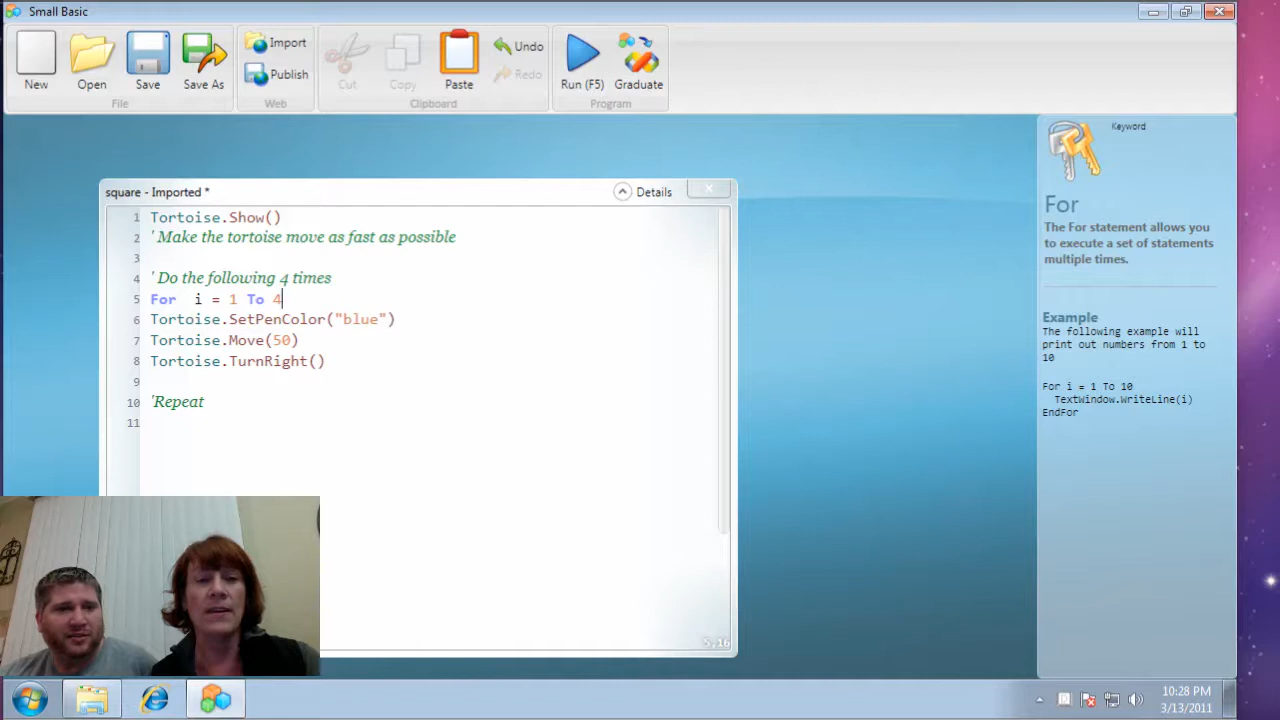 Small Basic
New
Open
Save
Save As
Import
Publish
Cut
Copy
Paste
Undo
Redo
Run (F5)
Graduate
File
Web
Clipboard
Program
square - Imported *
Details
1 Tortoise.Show()
2 ' Make the tortoise move as fast as possible
3
4 ' Do the following 4 times
5 For  i = 1 To 4
6 Tortoise.SetPenColor("blue")
7 Tortoise.Move(50)
8 Tortoise.TurnRight()
9
10 'Repeat
11
5,16
Keyword
For
The For statement allows you
to execute a set of statements
multiple times.
Example
The following example will
print out numbers from 1 to
10
For i = 1 To 10
TextWindow.WriteLine(i)
EndFor
10:28 PM
3/13/2011